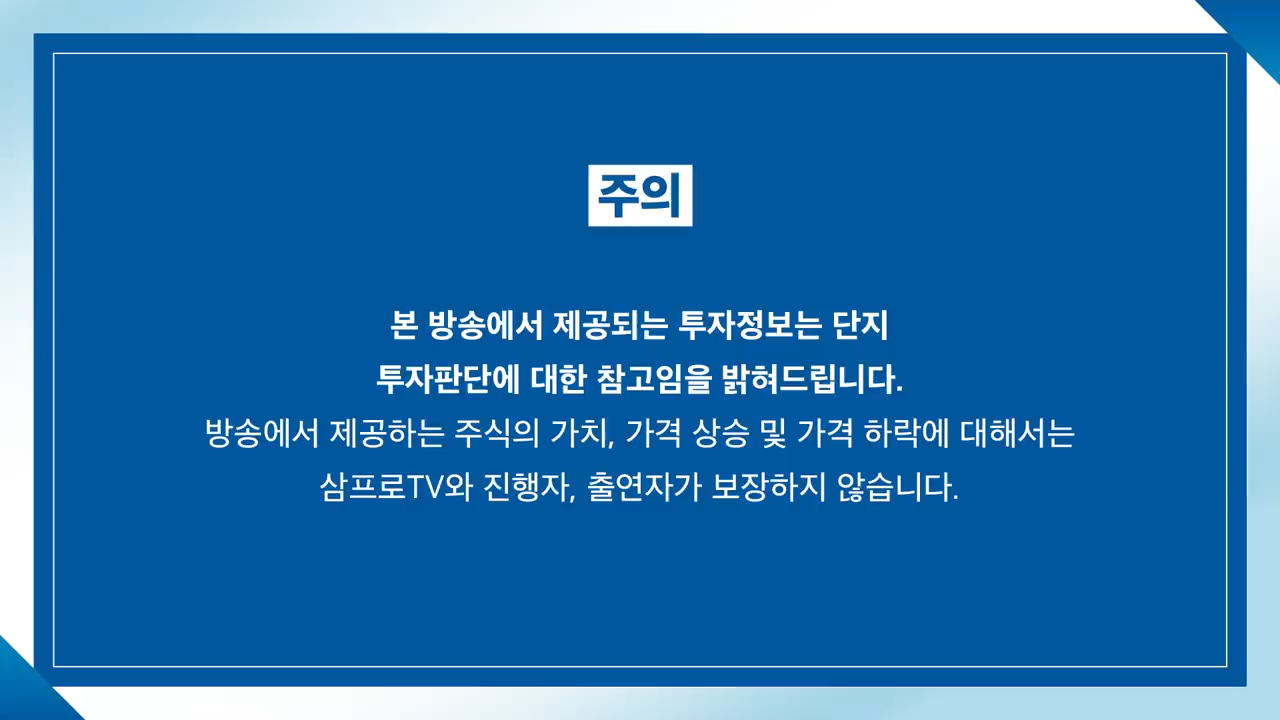 주의
본 방송에서 제공되는 투자정보는 단지
투자판단에 대한 참고임을 밝혀드립니다.
방송에서 제공하는 주식의 가치, 가격 상승 및 가격 하락에 대해서는
삼프로TV와 진행자, 출연자가 보장하지 않습니다.